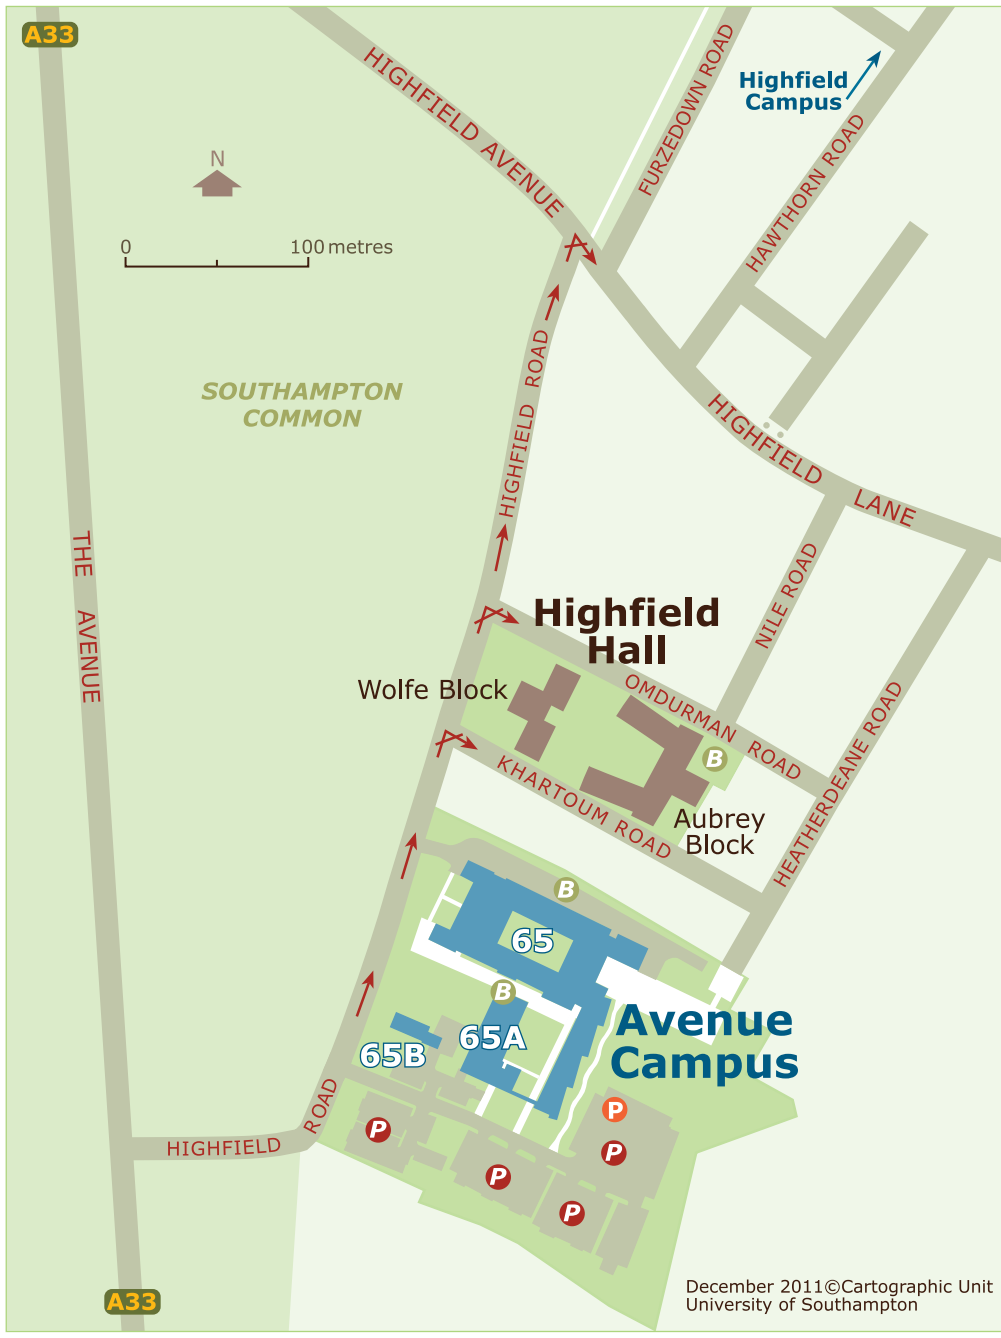 A33
HIGHFIELD AVENUE
FURZEDOWN ROAD
Highfield
Campus
HAWTHORN ROAD
N
0 100 metres
HIGHFIELD ROAD
SOUTHAMPTON
COMMON
HIGHFIELD LANE
THE AVENUE
NILE ROAD
Highfield
Hall
Wolfe Block
OMDURMAN ROAD
B
HEATHERDEANE ROAD
KHARTOUM ROAD
Aubrey
Block
B
65
B
65A
65B
Avenue
Campus
HIGHFIELD ROAD
P
P
P
P
P
A33
December 2011©Cartographic Unit
University of Southampton